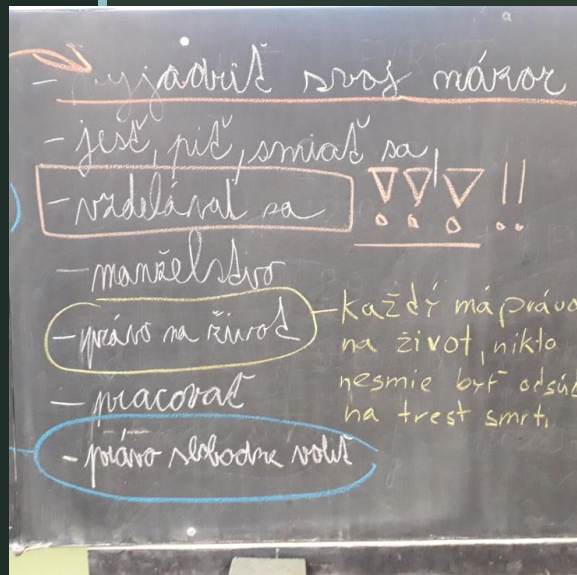 - vyjadriť svoj názor
- jesť, piť, smiať sa,
- vzdelávať sa !!! !!
- manželstvo
- právo na život
- každý má právo
na život, nikto
nesmie byť odsúd
na trest smrti
- pracovať
- právo slobodne voliť